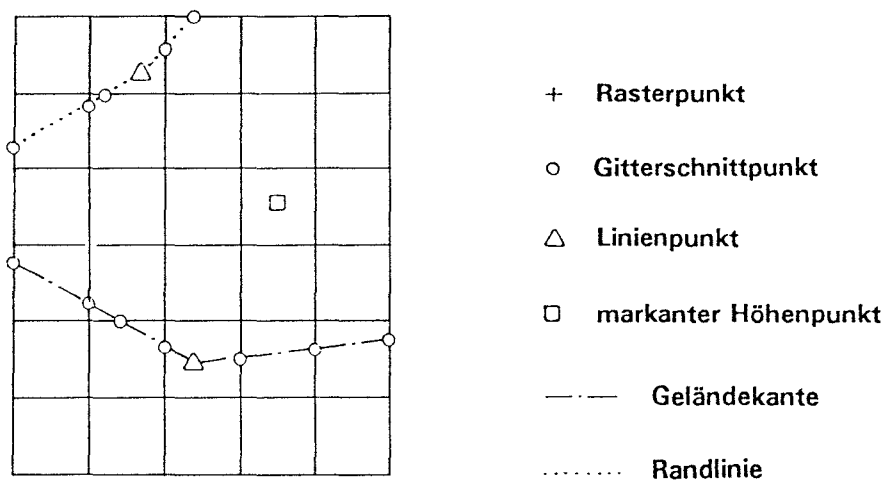 Rasterpunkt
Gitterschnittpunkt
Linienpunkt
markanter Höhenpunkt
Geländekante
Randlinie